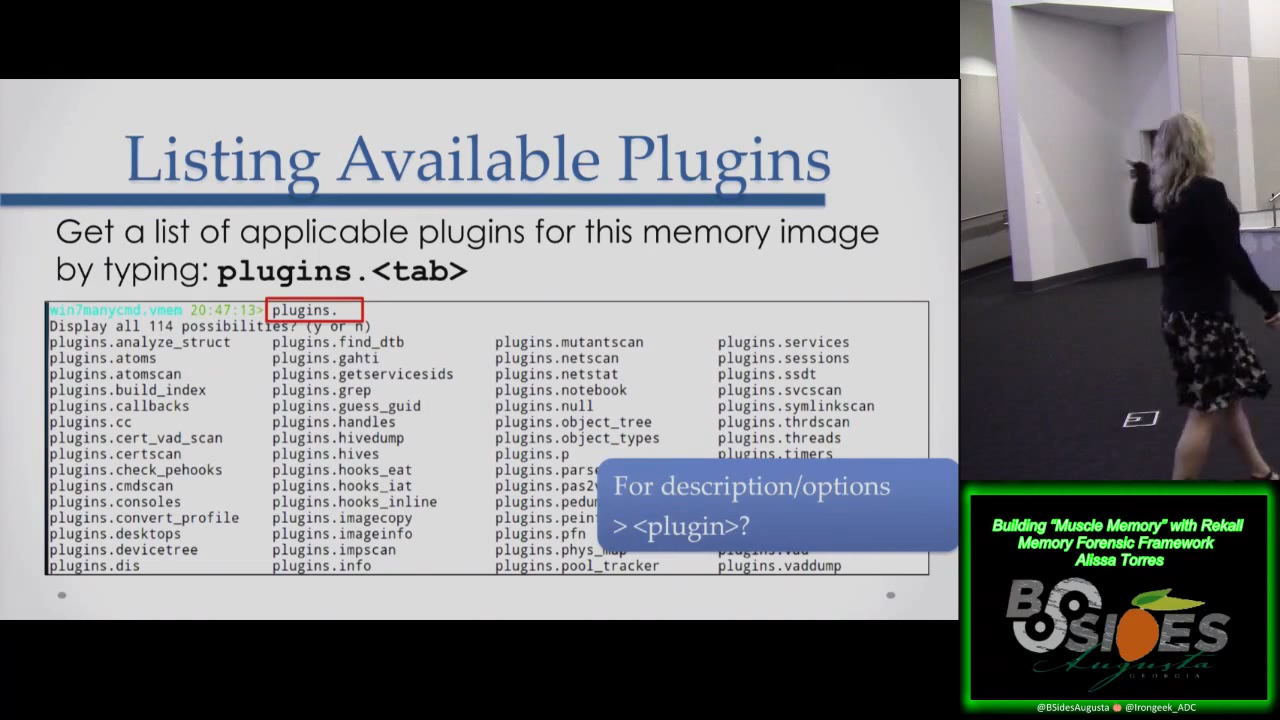 Listing Available Plugins
Get a list of applicable plugins for this memory image
by typing: plugins.<tab>
win7manycmd.vmem 20:47:13> plugins.
Display all 114 possibilities? (y or n)
plugins.analyze_struct plugins.find_dtb plugins.mutantscan plugins.services
plugins.atoms plugins.gahti plugins.netscan plugins.sessions
plugins.atomscan plugins.getservicesids plugins.netstat plugins.ssdt
plugins.build_index plugins.grep plugins.notebook plugins.svcscan
plugins.callbacks plugins.guess_guid plugins.null plugins.symlinkscan
plugins.cc plugins.handles plugins.object_tree plugins.thrdscan
plugins.cert_vad_scan plugins.hivedump plugins.object_types plugins.threads
plugins.certscan plugins.hives plugins.p plugins.timers
plugins.check_pehooks plugins.hooks_eat
plugins.cmdscan plugins.hooks_iat
plugins.consoles plugins.hooks_inline
plugins.convert_profile plugins.imagecopy
plugins.desktops plugins.imageinfo plugins.pfn
plugins.devicetree plugins.impscan plugins.phys_map plugins.vad
plugins.dis plugins.info plugins.pool_tracker plugins.vaddump
For description/options
> <plugin>?
Building “Muscle Memory” with Rekall
Memory Forensic Framework
Alissa Torres
BSIDES
Augusta
GEORGIA
@BSidesAugusta @Irongeek_ADC